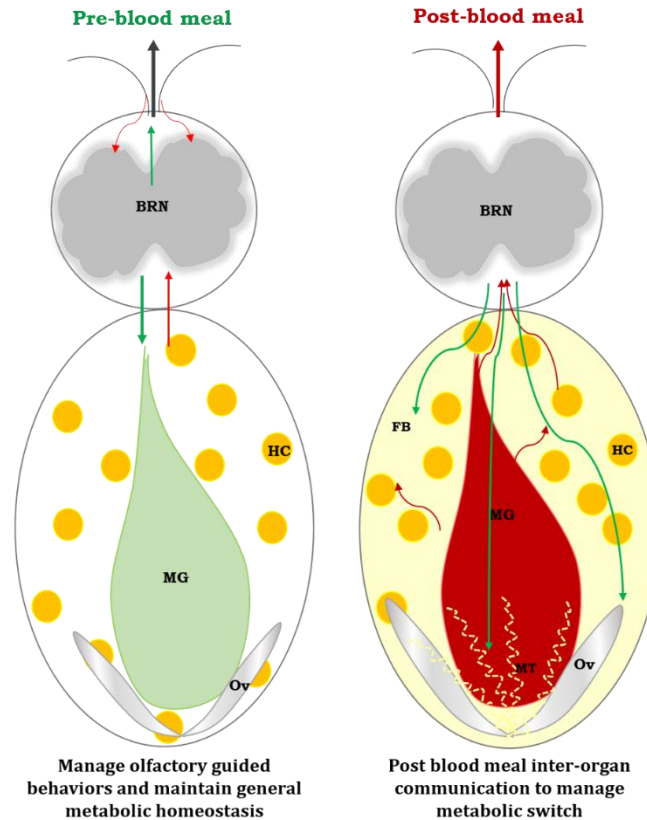 Pre-blood meal
BRN
HC
MG
Ov
Manage olfactory guided
behaviors and maintain general
metabolic homeostasis
Post-blood meal
BRN
FB
HC
MG
MT
Ov
Post blood meal inter-organ
communication to manage
metabolic switch